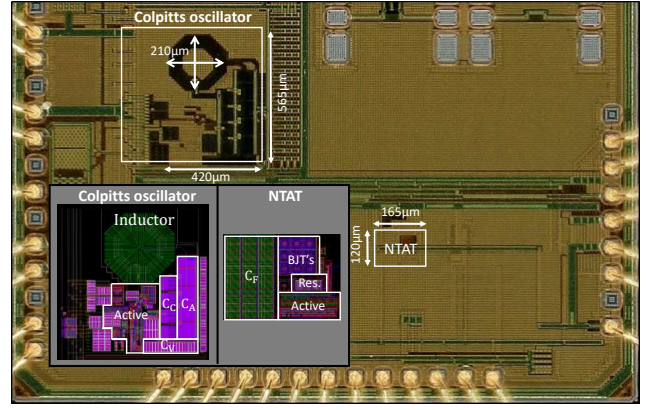 Colpitts oscillator
210µm
565µm
420µm
Colpitts oscillator
Inductor
Active
C_C
C_A
C_V
NTAT
C_F
BJT's
Res.
Active
165µm
120µm
NTAT